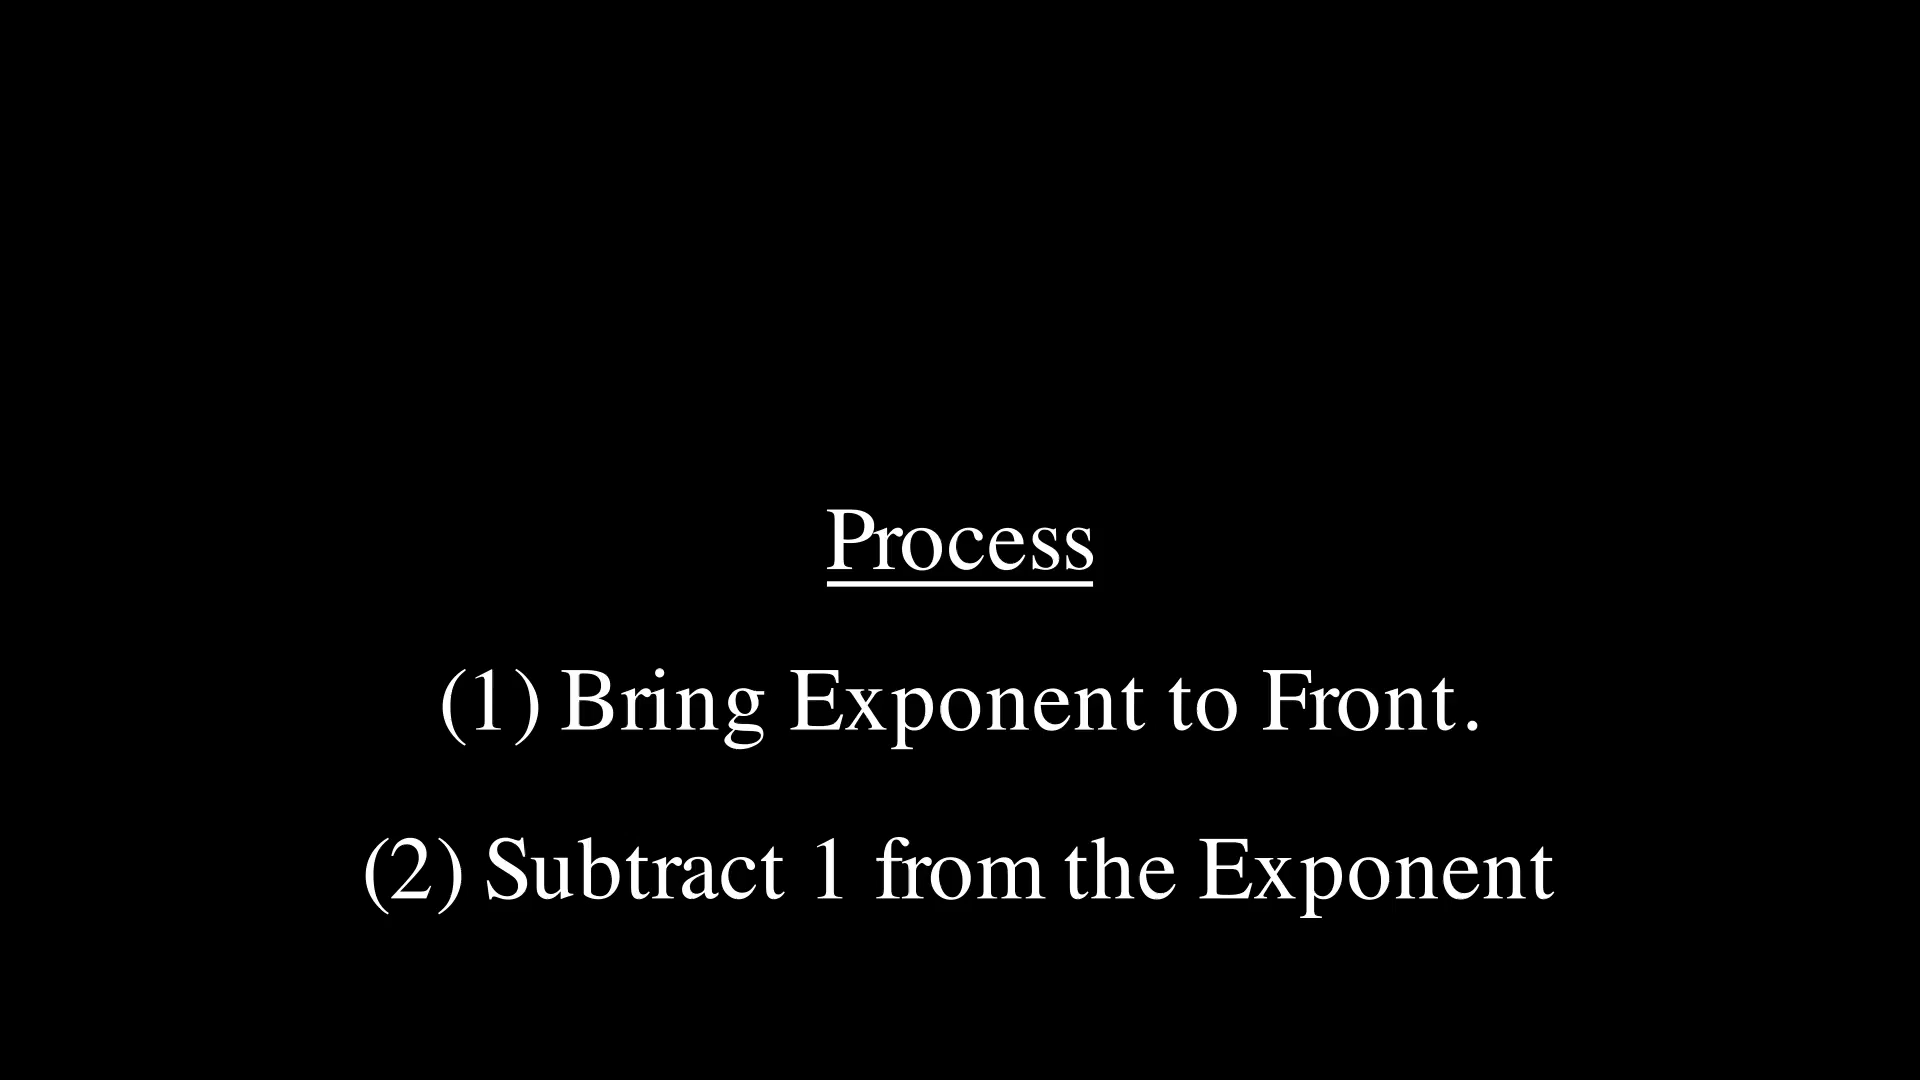 Process
(1) Bring Exponent to Front.
(2) Subtract 1 from the Exponent